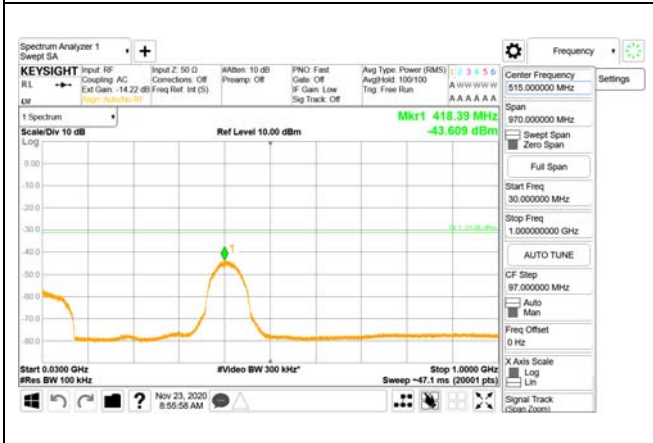 Spectrum Analyzer 1
Swept SA
Frequency
KEYSIGHT
Input: RF
Coupling: AC
Ext Gain: -14.22 dB
Align: Auto/No RF
Input Z: 50 Ω
Corrections: Off
Freq Ref: Int (S)
#Atten: 10 dB
Preamp: Off
PNO: Fast
Gate: Off
IF Gain: Low
Sig Track: Off
Avg Type: Power (RMS)
Avg|Hold: 100/100
Trig: Free Run
1 2 3 4 5 6
A W W W W W
A A A A A A
RL
1 Spectrum
Scale/Div 10 dB
Ref Level 10.00 dBm
Mkr1 418.39 MHz
-43.609 dBm
Log
0.00
-10.0
-20.0
-30.0
-40.0
-50.0
-60.0
-70.0
-80.0
1
Start 0.0300 GHz
#Res BW 100 kHz
#Video BW 300 kHz*
Stop 1.0000 GHz
Sweep ~47.1 ms (20001 pts)
Nov 23, 2020
8:55:58 AM
Center Frequency
515.000000 MHz
Settings
Span
970.000000 MHz
Swept Span
Zero Span
Full Span
Start Freq
30.000000 MHz
Stop Freq
1.000000000 GHz
AUTO TUNE
CF Step
97.000000 MHz
Auto
Man
Freq Offset
0 Hz
X Axis Scale
Log
Lin
Signal Track
(Span Zoom)